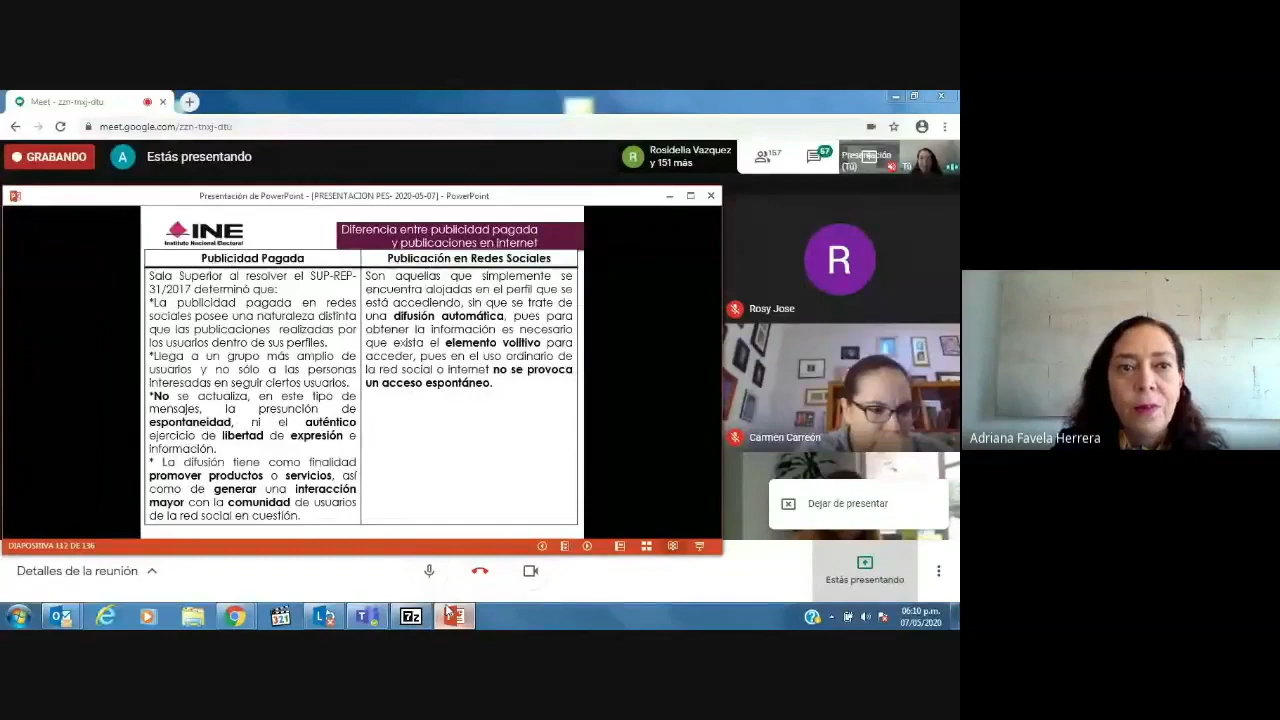 Meet - zzn-tnxj-dtu
meet.google.com/zzn-tnxj-dtu
GRABANDO
A
Estás presentando
R
Rosidelia Vazquez
y 151 más
157
67
Presentación
(Tú)
Tú
Presentación de PowerPoint - [PRESENTACION PES- 2020-05-07] - PowerPoint
INE
Instituto Nacional Electoral
Diferencia entre publicidad pagada
y publicaciones en internet
Publicidad Pagada
Sala Superior al resolver el SUP-REP-
31/2017 determinó que:
*La publicidad pagada en redes
sociales posee una naturaleza distinta
que las publicaciones realizadas por
los usuarios dentro de sus perfiles.
*Llega a un grupo más amplio de
usuarios y no sólo a las personas
interesadas en seguir ciertos usuarios.
*No se actualiza, en este tipo de
mensajes, la presunción de
espontaneidad, ni el auténtico
ejercicio de libertad de expresión e
información.
* La difusión tiene como finalidad
promover productos o servicios, así
como de generar una interacción
mayor con la comunidad de usuarios
de la red social en cuestión.
Publicación en Redes Sociales
Son aquellas que simplemente se
encuentra alojadas en el perfil que se
está accediendo, sin que se trate de
una difusión automática, pues para
obtener la información es necesario
que exista el elemento volitivo para
acceder, pues en el uso ordinario de
la red social o internet no se provoca
un acceso espontáneo.
R
Rosy Jose
Carmen Carreón
Adriana Favela Herrera
Dejar de presentar
DIAPOSITIVA 112 DE 136
Detalles de la reunión
Estás presentando
321
7z
06:10 p.m.
07/05/2020